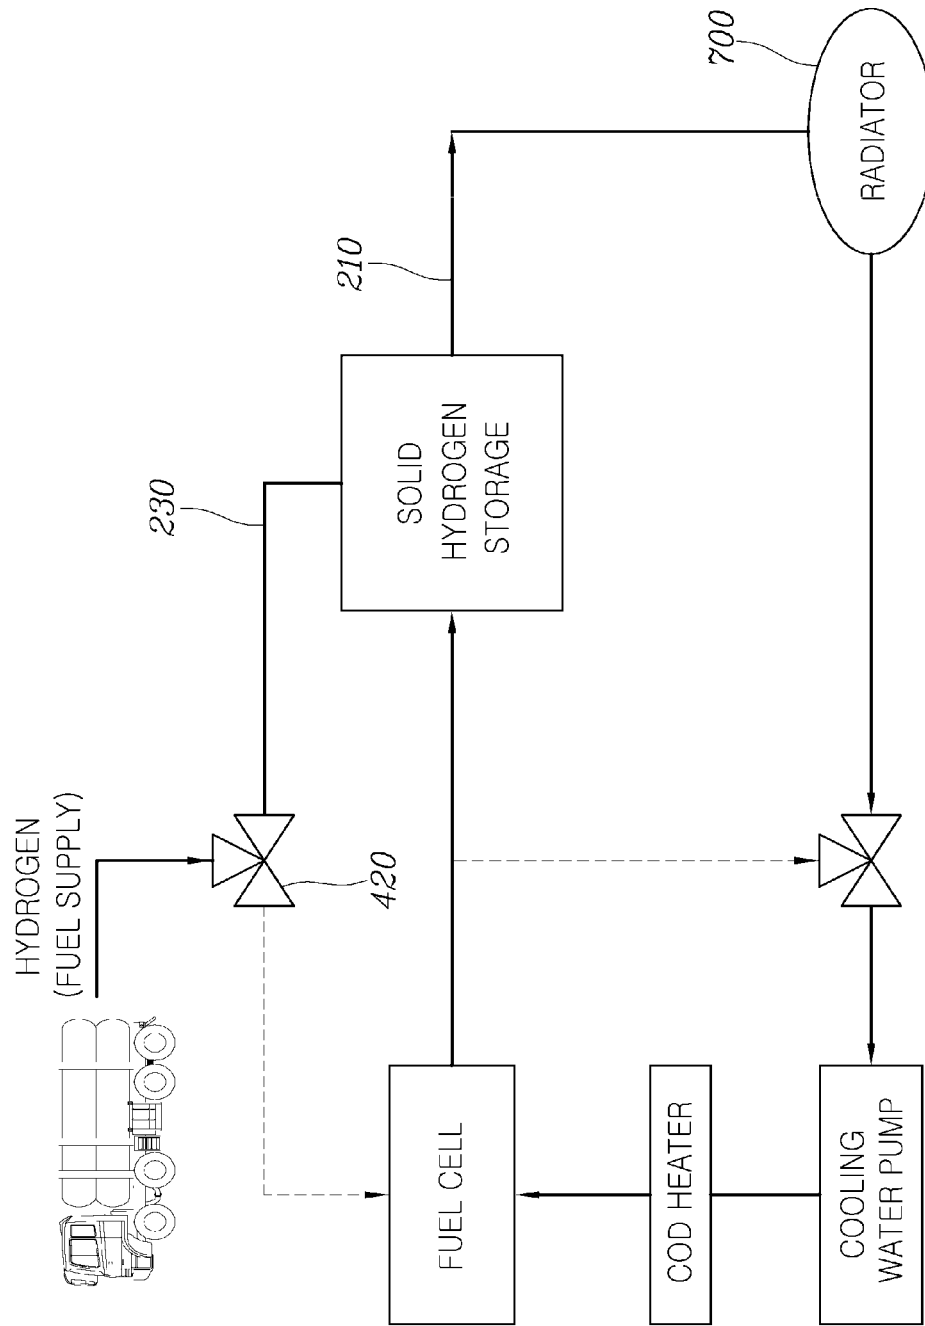 HYDROGEN
(FUEL SUPPLY)
230
210
700
420
SOLID
HYDROGEN
STORAGE
RADIATOR
FUEL CELL
COD HEATER
COOLING
WATER PUMP